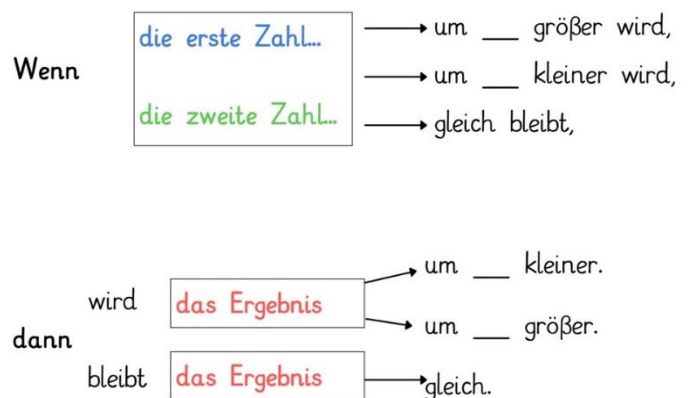 die erste Zahl... um ___ größer wird,
Wenn um ___ kleiner wird,
die zweite Zahl... gleich bleibt,
um ___ kleiner.
wird das Ergebnis
um ___ größer.
dann
bleibt das Ergebnis gleich.